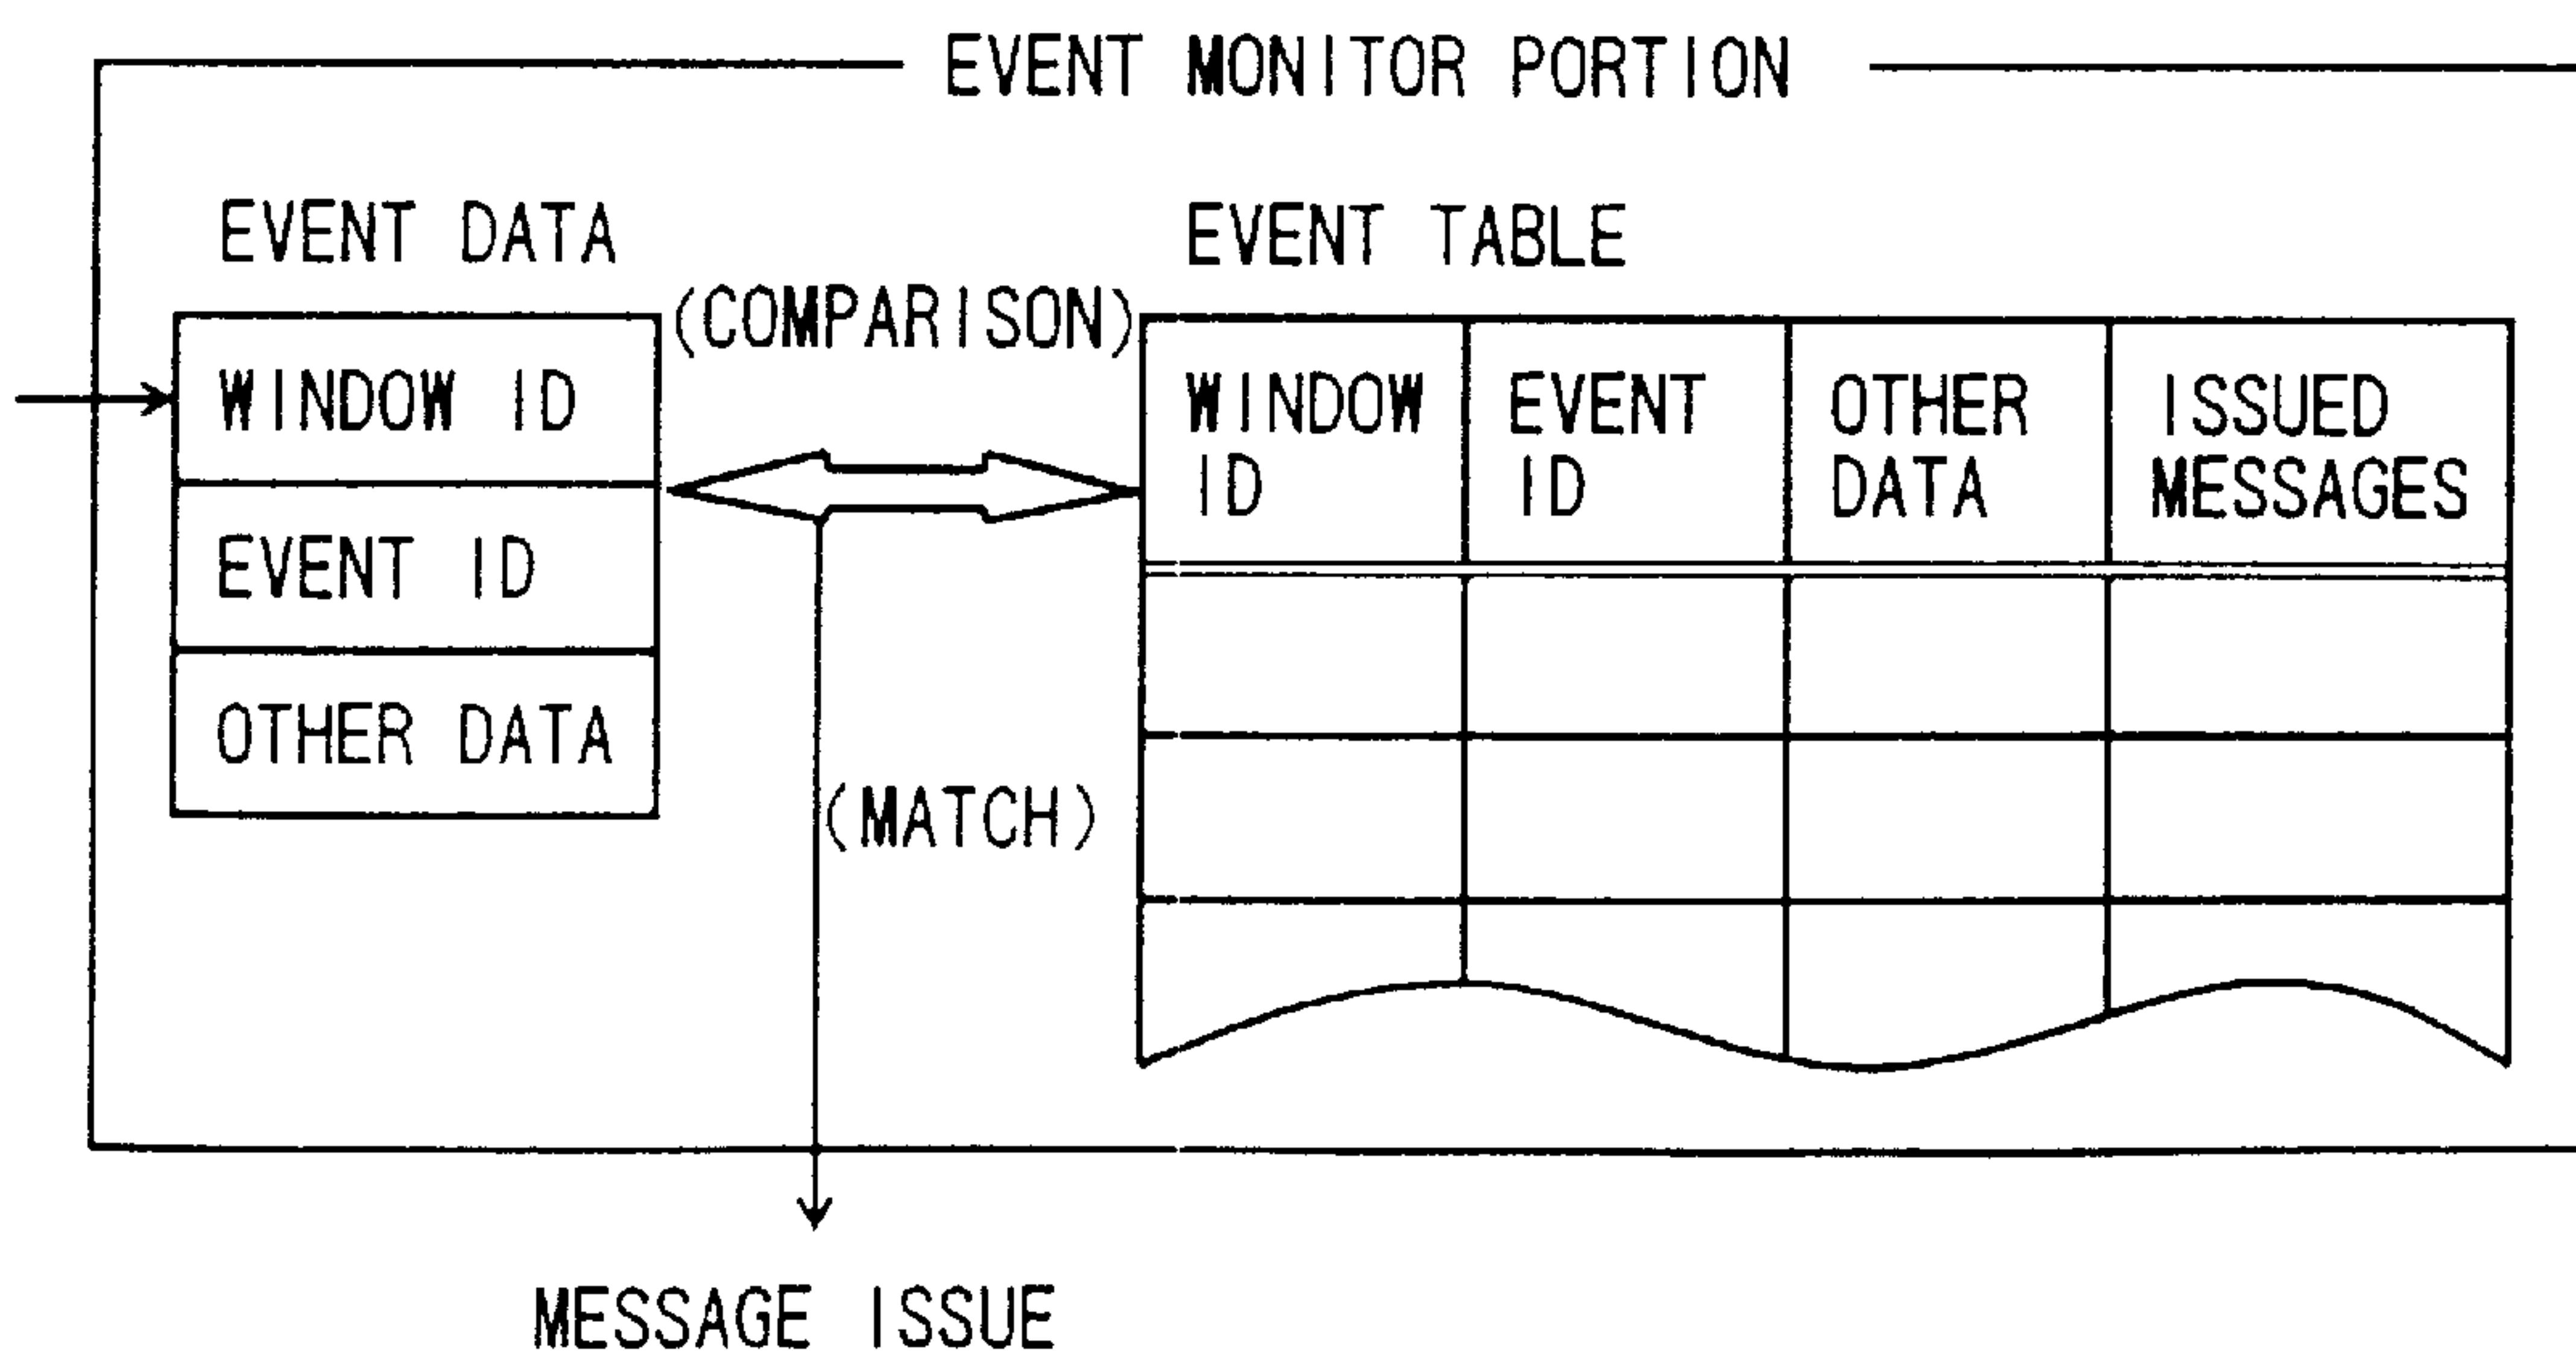 EVENT MONITOR PORTION
EVENT DATA
WINDOW ID
EVENT ID
OTHER DATA
(COMPARISON)
(MATCH)
EVENT TABLE
WINDOW
ID
EVENT
ID
OTHER
DATA
ISSUED
MESSAGES
MESSAGE ISSUE